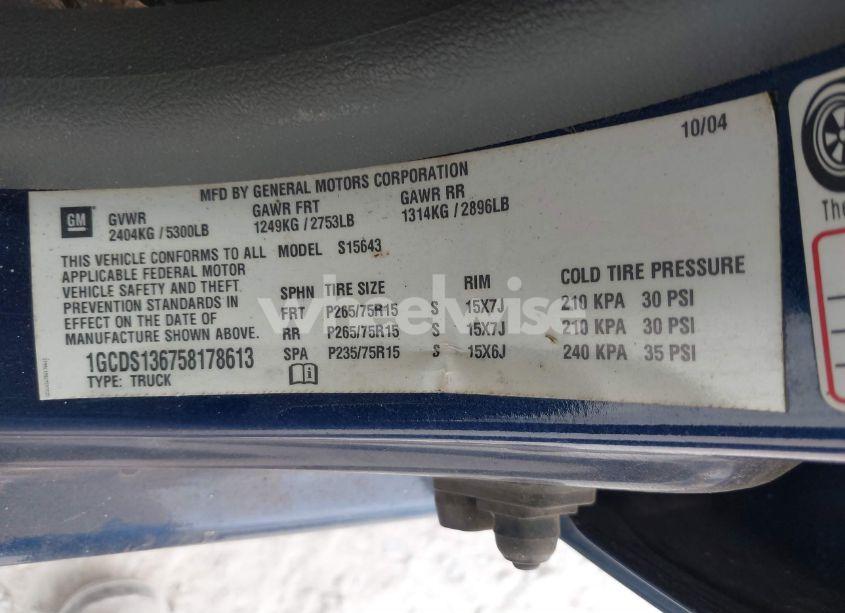 10/04
MFD BY GENERAL MOTORS CORPORATION
GM
GVWR GAWR FRT GAWR RR
2404KG / 5300LB 1249KG / 2753LB 1314KG / 2896LB
THIS VEHICLE CONFORMS TO ALL
APPLICABLE FEDERAL MOTOR
VEHICLE SAFETY AND THEFT
PREVENTION STANDARDS IN
EFFECT ON THE DATE OF
MANUFACTURE SHOWN ABOVE.
1GCDS136758178613
TYPE: TRUCK
MODEL S15643
SPHN TIRE SIZE RIM COLD TIRE PRESSURE
FRT P265/75R15 S 15X7J 210 KPA 30 PSI
RR P265/75R15 S 15X7J 210 KPA 30 PSI
SPA P235/75R15 S 15X6J 240 KPA 35 PSI
wheelwise
The